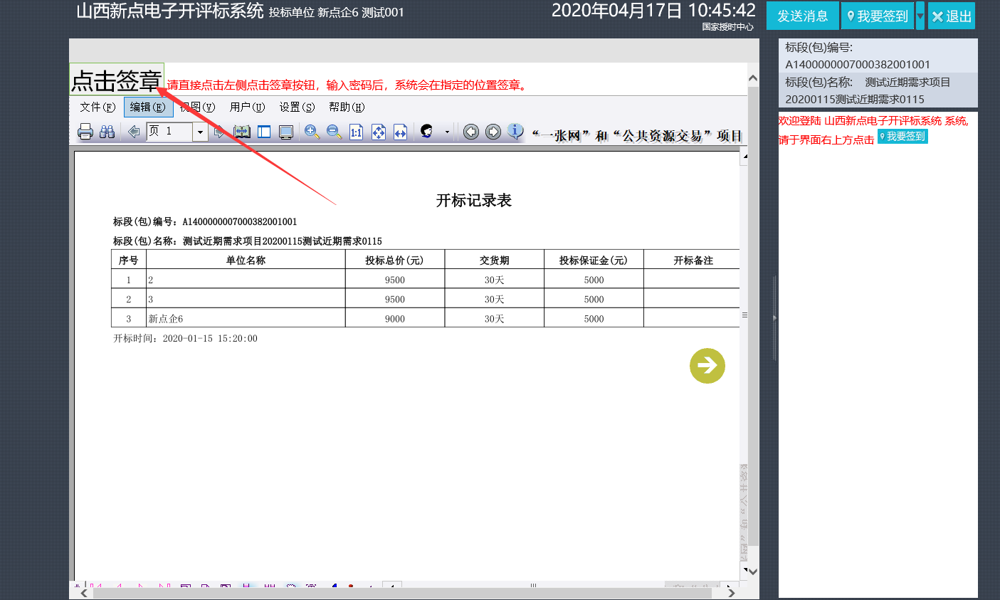 山西新点电子开评标系统 投标单位 新点企6 测试001
2020年04月17日 10:45:42
国家授时中心
发送消息
我要签到
退出
点击签章 请直接点击左侧点击签章按钮，输入密码后，系统会在指定的位置签章。
文件(F) 编辑(E) 视图(V) 用户(U) 设置(S) 帮助(H)
页 1
1:1
“一张网”和“公共资源交易”项目
开标记录表
标段(包)编号：A1400000007000382001001
标段(包)名称：测试近期需求项目20200115测试近期需求0115
序号 单位名称 投标总价(元) 交货期 投标保证金(元) 开标备注
1 2 9500 30天 5000
2 3 9500 30天 5000
3 新点企6 9000 30天 5000
开标时间：2020-01-15 15:20:00
标段(包)编号:
A1400000007000382001001
标段(包)名称: 测试近期需求项目
20200115测试近期需求0115
欢迎登陆 山西新点电子开评标系统 系统,
请于界面右上方点击 我要签到